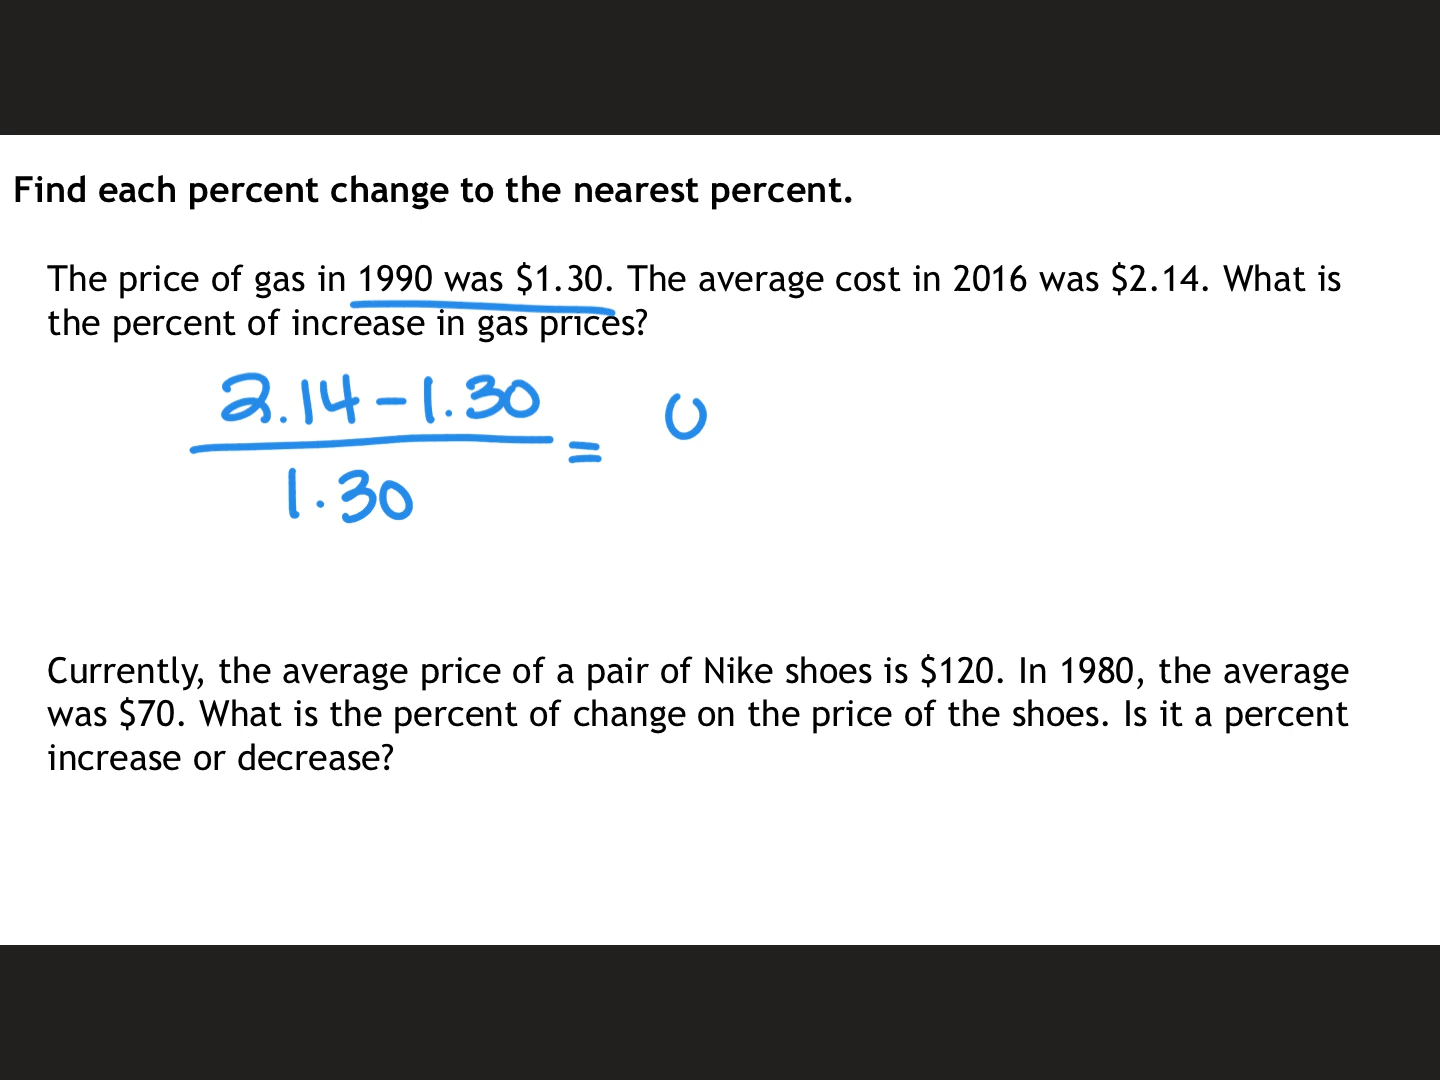 Find each percent change to the nearest percent.
The price of gas in 1990 was $1.30. The average cost in 2016 was $2.14. What is
the percent of increase in gas prices?
2.14 - 1.30
= 0
1.30
Currently, the average price of a pair of Nike shoes is $120. In 1980, the average
was $70. What is the percent of change on the price of the shoes. Is it a percent
increase or decrease?